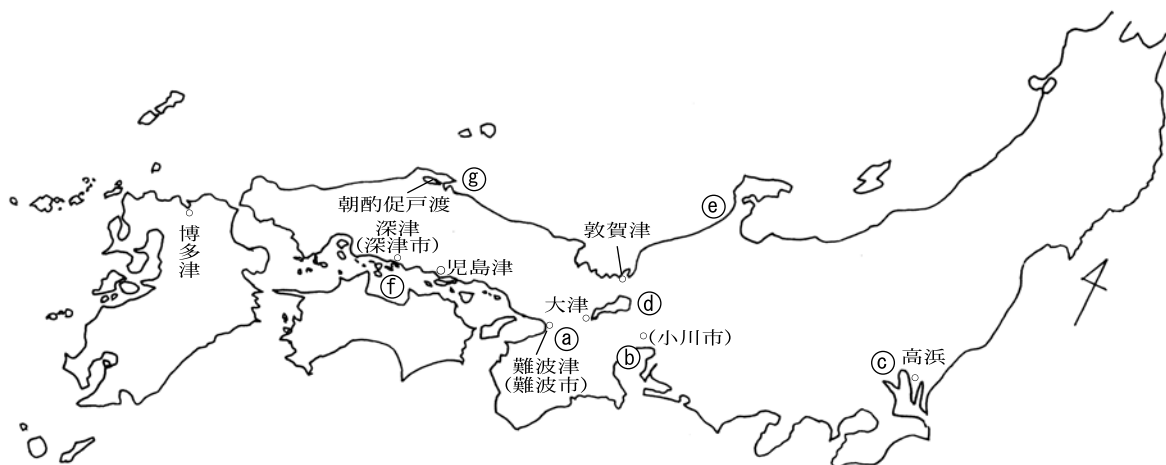 ⓖ
朝酌促戸渡
深津
(深津市)
児島津
ⓕ
博多津
敦賀津
ⓔ
大津
ⓓ
ⓐ
難波津
(難波市)
ⓑ
(小川市)
ⓒ
高浜